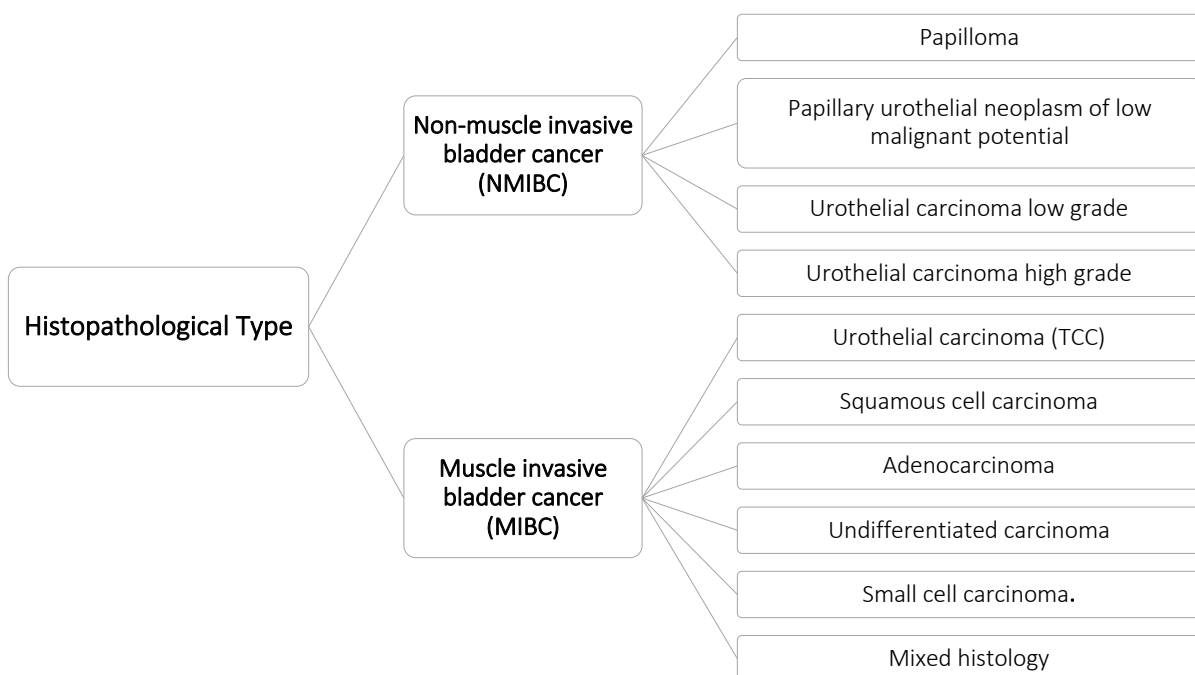 Histopathological Type
Non-muscle invasive
bladder cancer
(NMIBC)
Papilloma
Papillary urothelial neoplasm of low
malignant potential
Urothelial carcinoma low grade
Urothelial carcinoma high grade
Muscle invasive
bladder cancer
(MIBC)
Urothelial carcinoma (TCC)
Squamous cell carcinoma
Adenocarcinoma
Undifferentiated carcinoma
Small cell carcinoma.
Mixed histology